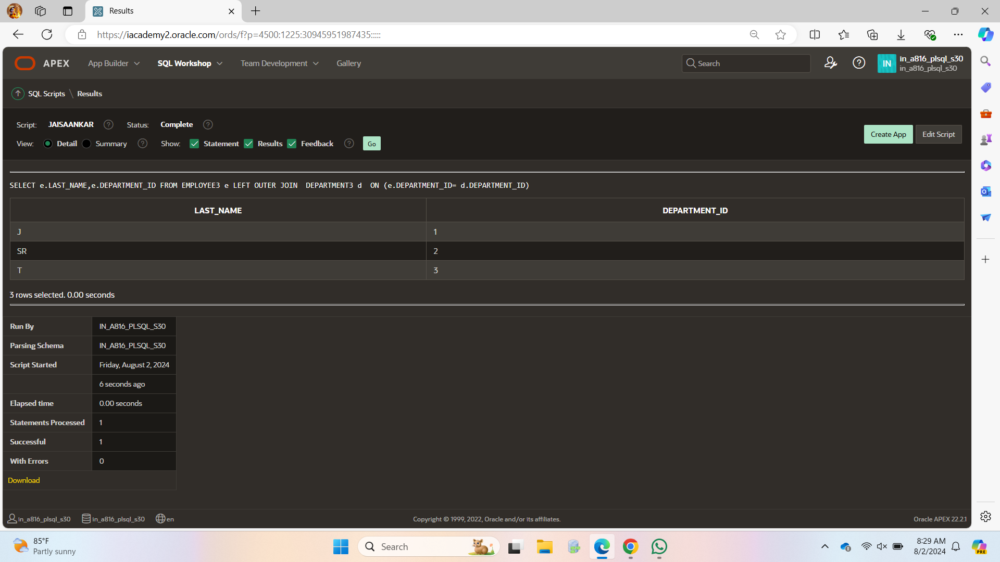 Results
https://iacademy2.oracle.com/ords/f?p=4500:1225:30945951987435:::::
APEX App Builder SQL Workshop Team Development Gallery Search IN in_a816_plsql_s30
in_a816_plsql_s30
SQL Scripts \ Results
Script: JAISAANKAR ? Status: Complete ?
View: Detail Summary ? Show: Statement Results Feedback ? Go
Create App Edit Script
SELECT e.LAST_NAME,e.DEPARTMENT_ID FROM EMPLOYEE3 e LEFT OUTER JOIN  DEPARTMENT3 d  ON (e.DEPARTMENT_ID= d.DEPARTMENT_ID)
LAST_NAME DEPARTMENT_ID
J 1
SR 2
T 3
3 rows selected. 0.00 seconds
Run By IN_A816_PLSQL_S30
Parsing Schema IN_A816_PLSQL_S30
Script Started Friday, August 2, 2024
6 seconds ago
Elapsed time 0.00 seconds
Statements Processed 1
Successful 1
With Errors 0
Download
in_a816_plsql_s30 in_a816_plsql_s30 en Copyright © 1999, 2022, Oracle and/or its affiliates. Oracle APEX 22.2.1
85°F
Partly sunny
Search
8:29 AM
8/2/2024
PRE